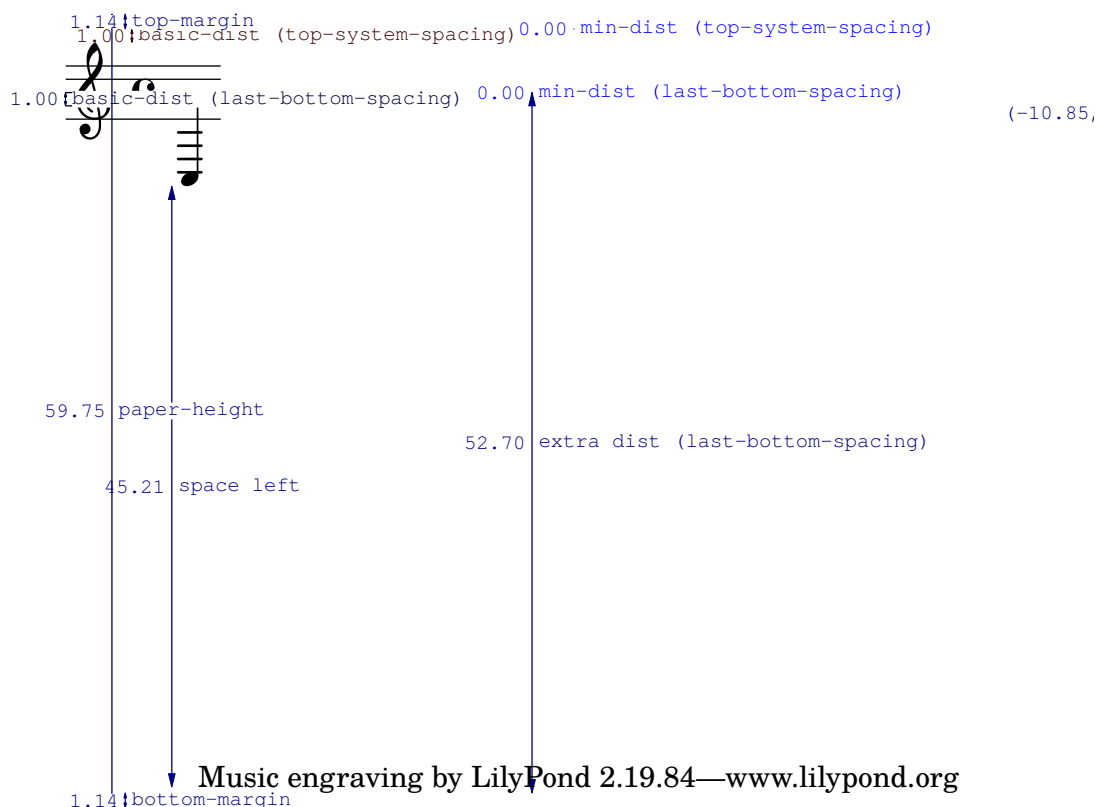 1.14 top-margin
1.00 basic-dist (top-system-spacing) 0.00 min-dist (top-system-spacing)
1.00 basic-dist (last-bottom-spacing) 0.00 min-dist (last-bottom-spacing)
(-10.85,
59.75 paper-height
52.70 extra dist (last-bottom-spacing)
45.21 space left
Music engraving by LilyPond 2.19.84—www.lilypond.org
1.14 bottom-margin